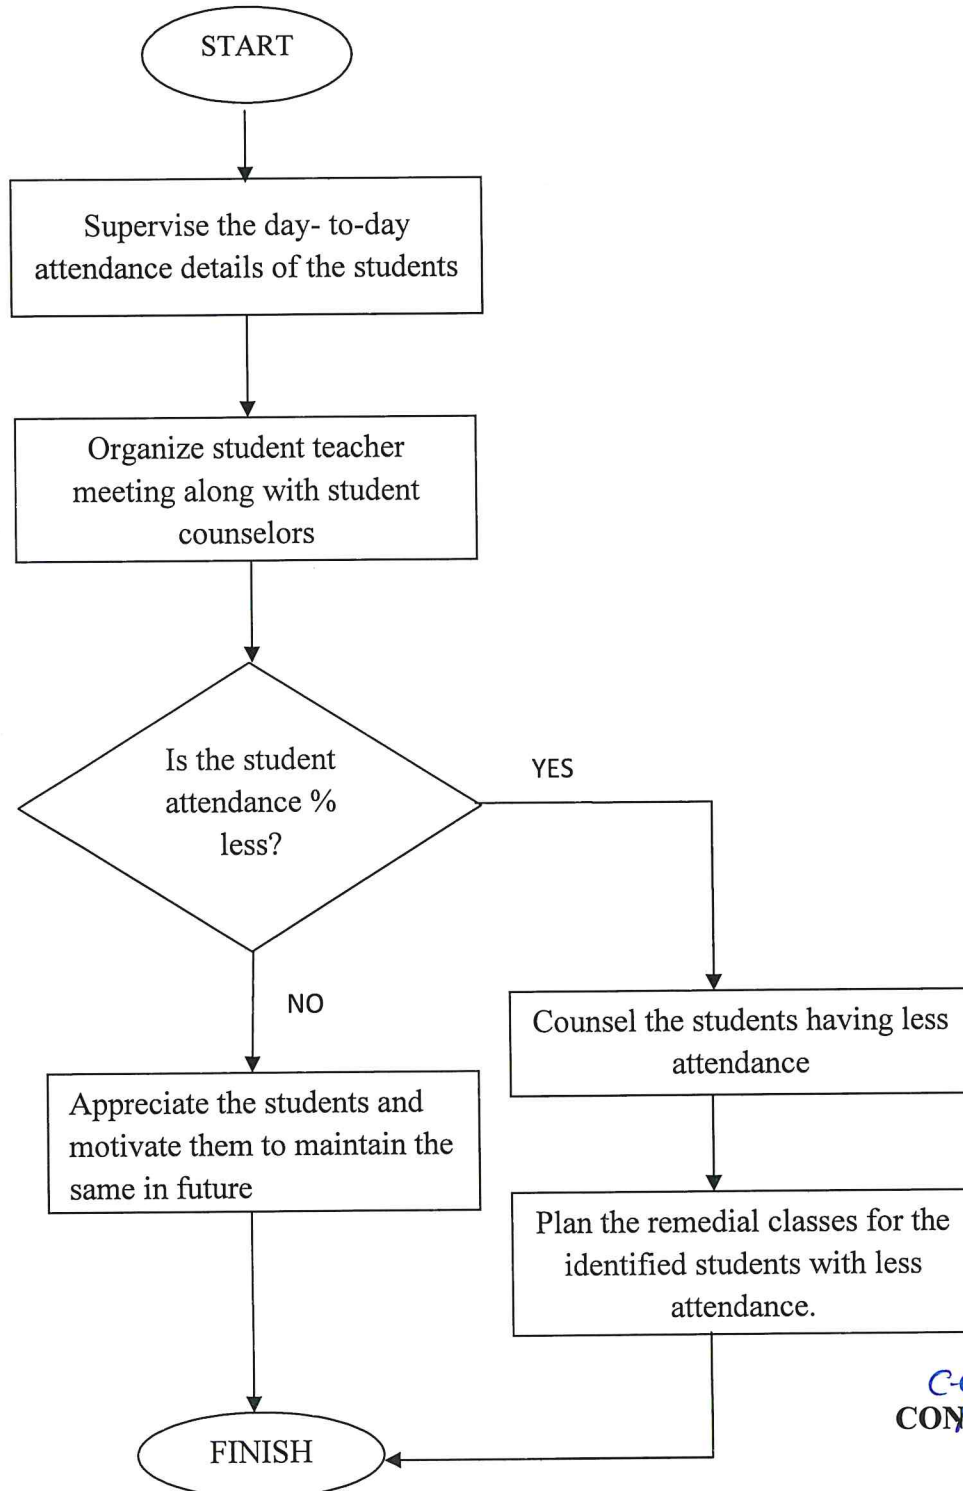 START
Supervise the day- to-day
attendance details of the students
Organize student teacher
meeting along with student
counselors
Is the student
attendance %
less?
YES
NO
Counsel the students having less
attendance
Appreciate the students and
motivate them to maintain the
same in future
Plan the remedial classes for the
identified students with less
attendance.
FINISH